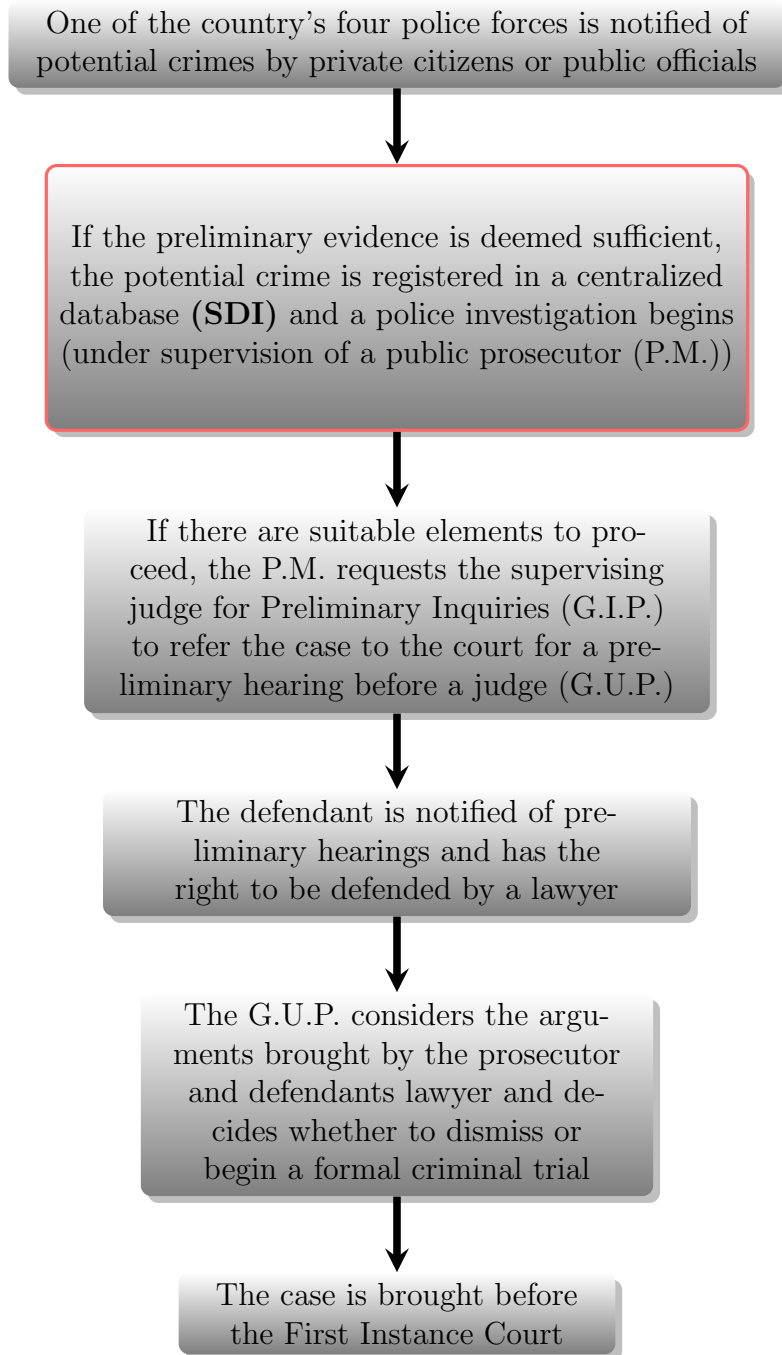 One of the country's four police forces is notified of
potential crimes by private citizens or public officials
If the preliminary evidence is deemed sufficient,
the potential crime is registered in a centralized
database (SDI) and a police investigation begins
(under supervision of a public prosecutor (P.M.))
If there are suitable elements to pro-
ceed, the P.M. requests the supervising
judge for Preliminary Inquiries (G.I.P.)
to refer the case to the court for a pre-
liminary hearing before a judge (G.U.P.)
The defendant is notified of pre-
liminary hearings and has the
right to be defended by a lawyer
The G.U.P. considers the argu-
ments brought by the prosecutor
and defendants lawyer and de-
cides whether to dismiss or
begin a formal criminal trial
The case is brought before
the First Instance Court